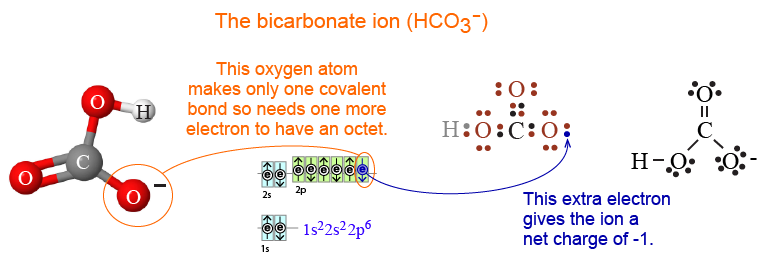 The bicarbonate ion (HCO₃⁻)
This oxygen atom
makes only one covalent
bond so needs one more
electron to have an octet.
O H
C
O
O −
2s
2p
e e e e e e e e
1s
e e
1s²2s²2p⁶
O
H O C O
This extra electron
gives the ion a
net charge of -1.
O
C
H − O O −